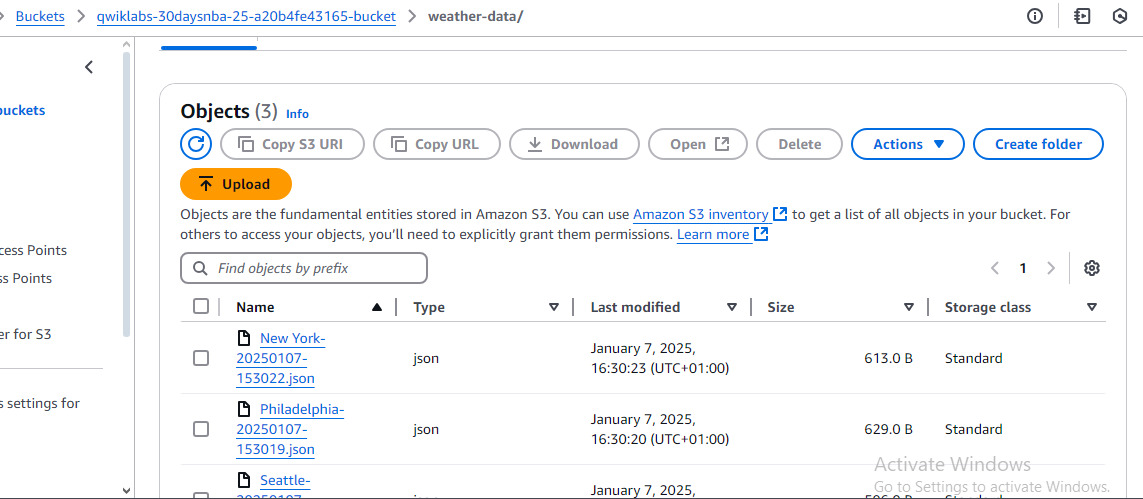 Buckets > qwiklabs-30daysnba-25-a20b4fe43165-bucket > weather-data/
buckets
Objects (3) Info
Copy S3 URI Copy URL Download Open Delete Actions Create folder
Upload
Objects are the fundamental entities stored in Amazon S3. You can use Amazon S3 inventory to get a list of all objects in your bucket. For
others to access your objects, you'll need to explicitly grant them permissions. Learn more
cess Points
ss Points
er for S3
s settings for
Find objects by prefix
1
Name Type Last modified Size Storage class
New York-
20250107-
153022.json
json
January 7, 2025,
16:30:23 (UTC+01:00)
613.0 B
Standard
Philadelphia-
20250107-
153019.json
json
January 7, 2025,
16:30:20 (UTC+01:00)
629.0 B
Standard
Seattle-
January 7, 2025,
Activate Windows
Go to Settings to activate Windows.